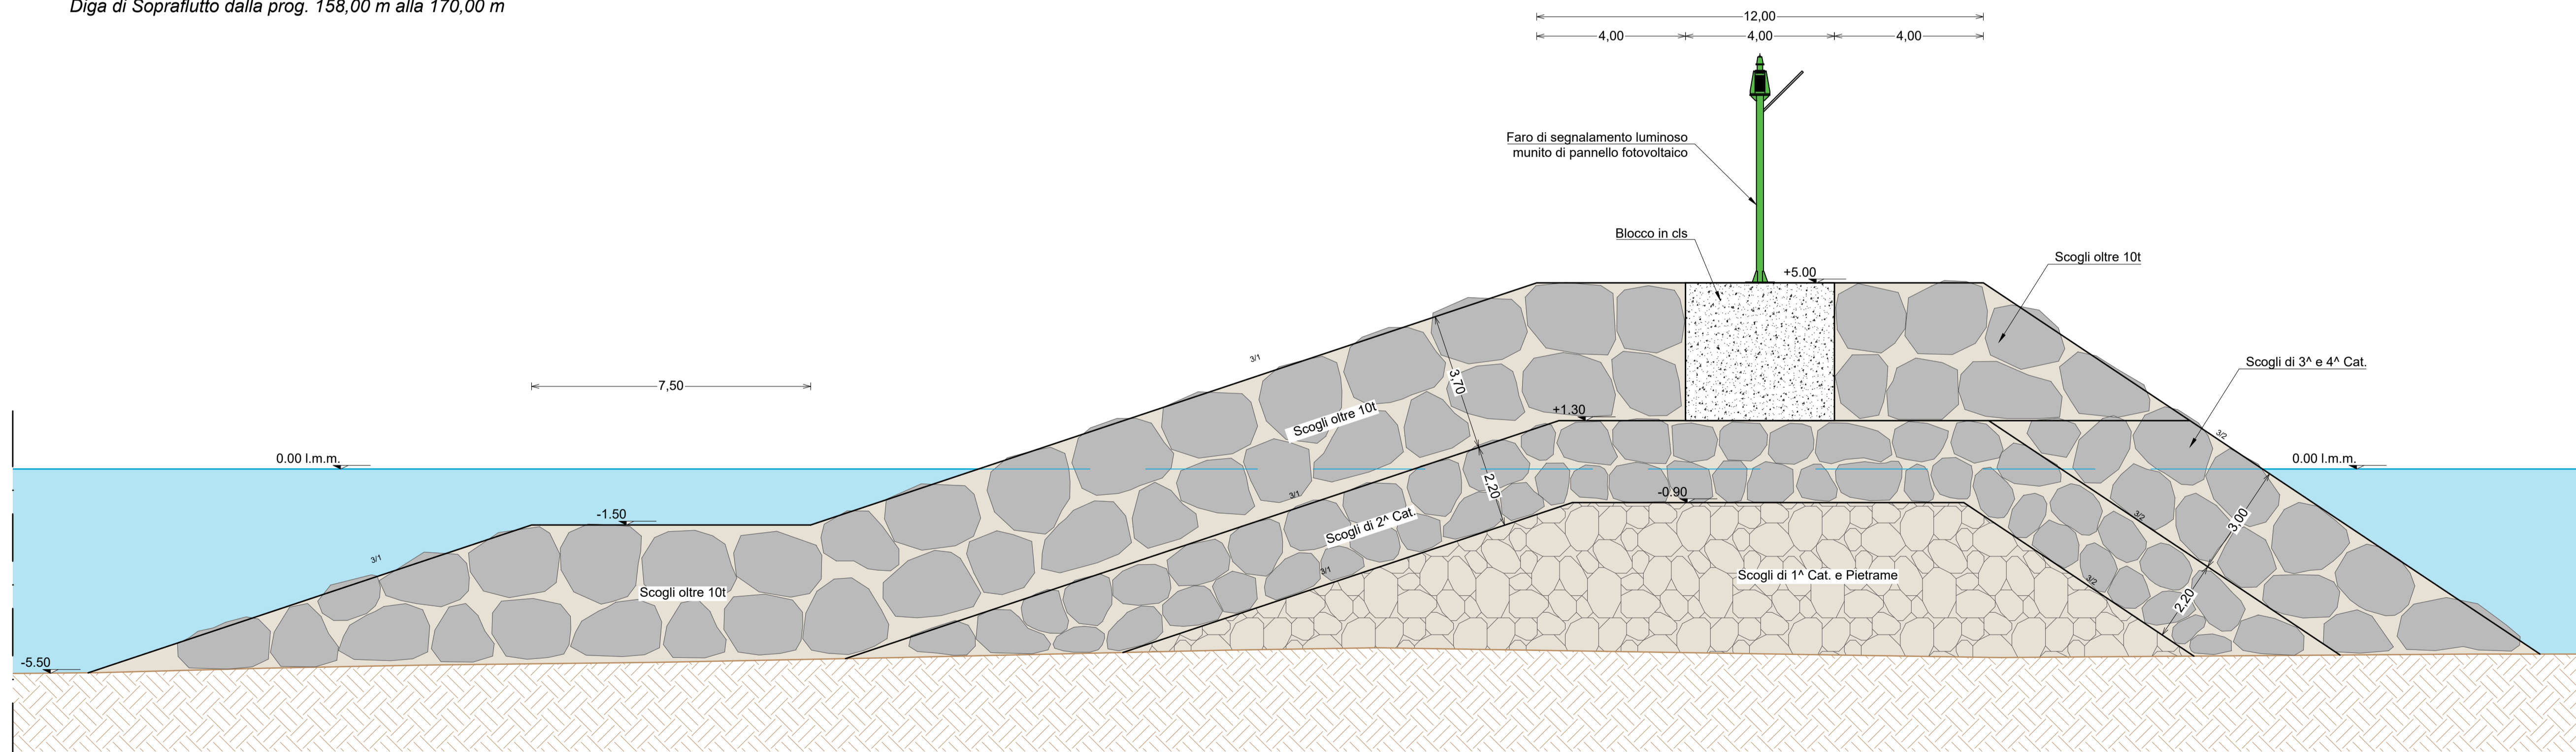 Diga di Sopraflutto dalla prog. 158,00 m alla 170,00 m
12,00
4,00
4,00
4,00
Faro di segnalamento luminoso
munito di pannello fotovoltaico
Blocco in cls
+5.00
Scogli oltre 10t
Scogli di 3^ e 4^ Cat.
3/1
7,50
3,70
Scogli oltre 10t
+1.30
3/2
0.00 l.m.m.
0.00 l.m.m.
2,20
3/1
-0.90
-1.50
Scogli di 2^ Cat.
3/2
3,00
3/1
3/1
Scogli di 1^ Cat. e Pietrame
3/2
Scogli oltre 10t
2,20
-5.50